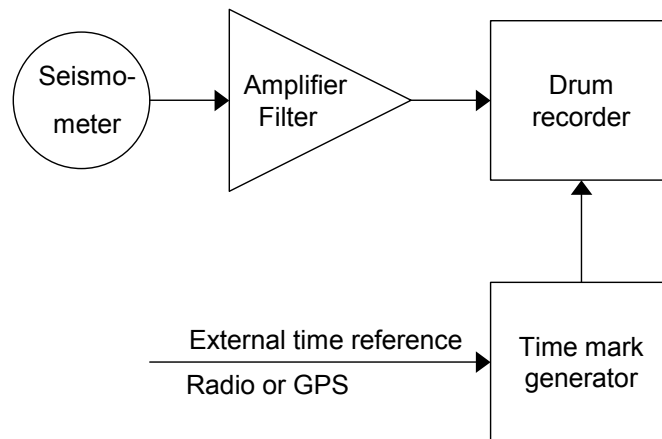 Seismo-
meter
Amplifier
Filter
Drum
recorder
External time reference
Radio or GPS
Time mark
generator